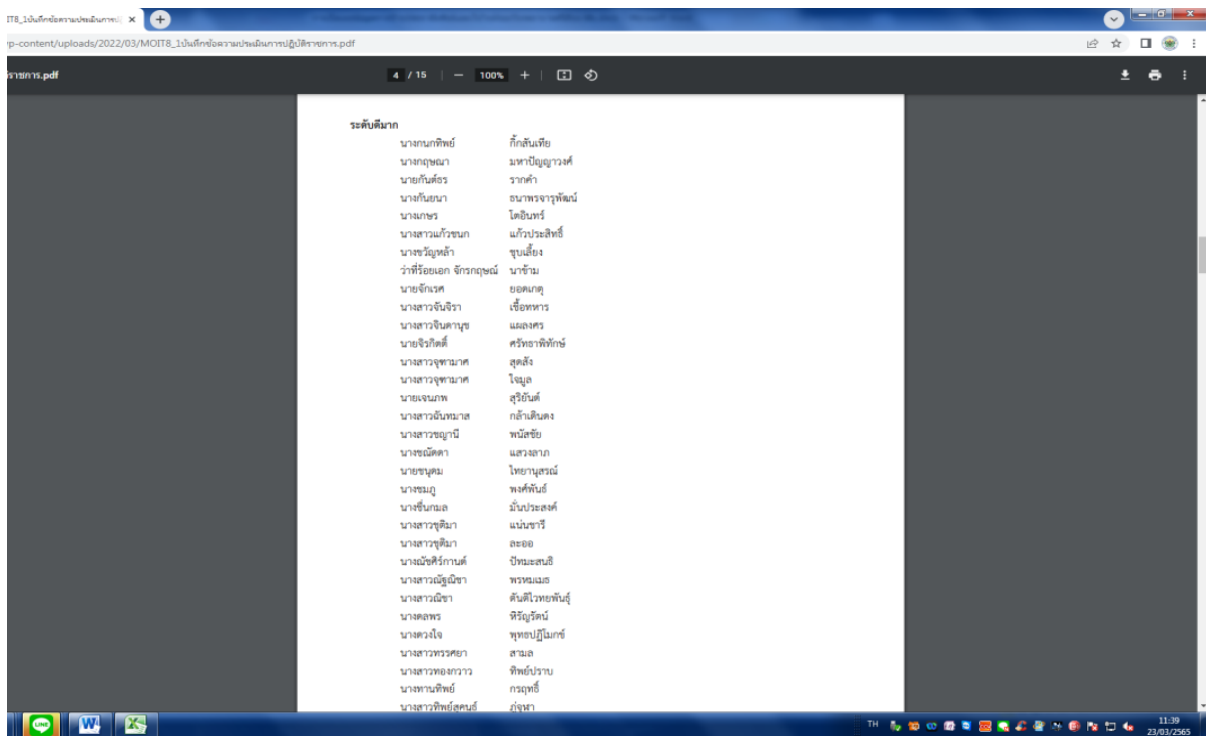 IT8_1บันทึกข้อความประเมินการป
p-content/uploads/2022/03/MOIT8_1บันทึกข้อความประเมินการปฏิบัติราชการ.pdf
ราชการ.pdf
4 / 15
100%
ระดับดีมาก
นางกนกทิพย์ กิ้กสันเทีย
นางกฤษณา มหาปัญญาวงศ์
นายกันต์ธร รากคำ
นางกันยนา ธนาพรจารุพัฒน์
นางเกษร โตอินทร์
นางสาวแก้วขนก แก้วประสิทธิ์
นางขวัญหล้า ขุบเลี้ยง
ว่าที่ร้อยเอก จักรกฤษณ์ นาข้าม
นายจักเรศ ยอดเกตุ
นางสาวจันจิรา เชื้อทหาร
นางสาวจินดานุช แผลงศร
นายจิรกิตติ์ ศรัทธาพิทักษ์
นางสาวจุฑามาศ สุดสัง
นางสาวจุฑามาศ ใจมูล
นายเจนภพ สุริยันต์
นางสาวฉันทมาส กล้าเดินดง
นางสาวชญานี พนัสชัย
นางชณัดดา แสวงลาภ
นายชนุดม ไทยานุสรณ์
นางชมภู พงศ์พันธ์
นางชื่นกมล มั่นประสงค์
นางสาวชุติมา แน่นชารี
นางสาวชุติมา ละออ
นางณัชศิร์กานต์ ปัทมะสนธิ
นางสาวณัฐณิชา พรหมเมธ
นางสาวณิชา ตันติไวทยพันธุ์
นางดลพร หิรัญรัตน์
นางดวงใจ พุทธปฏิโมกข์
นางสาวทรรศยา สามล
นางสาวทองกวาว ทิพย์ปราบ
นางทานทิพย์ กรฤทธิ์
นางสาวทิพย์สุคนธ์ ภู่จุฬา
TH
11:39
23/03/2565